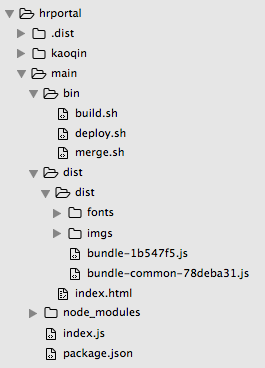 hrportal
.dist
kaoqin
main
bin
build.sh
deploy.sh
merge.sh
dist
dist
fonts
imgs
bundle-1b547f5.js
bundle-common-78deba31.js
index.html
node_modules
index.js
package.json